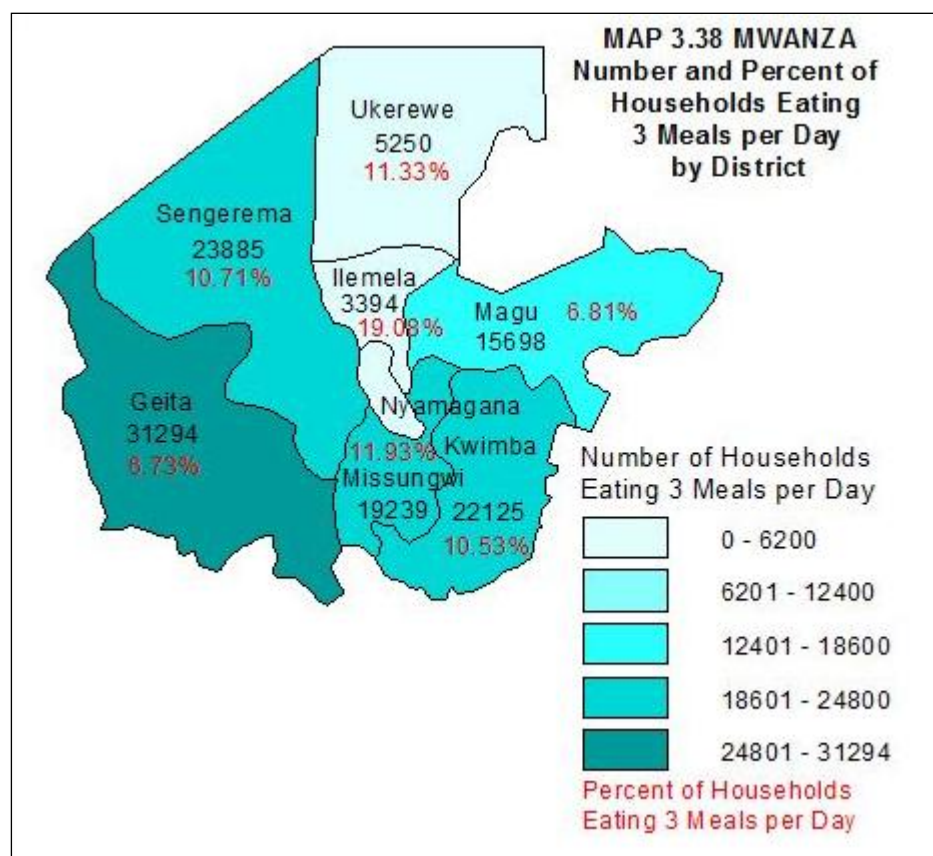 MAP 3.38 MWANZA
Number and Percent of
Households Eating
3 Meals per Day
by District
Ukerewe
5250
11.33%
Sengerema
23885
10.71%
Ilemela
3394
19.08%
Magu
6.81%
15698
Geita
31294
8.73%
Nyamagana
11.93%
Kwimba
Missungwi
19239
22125
10.53%
Number of Households
Eating 3 Meals per Day
0 - 6200
6201 - 12400
12401 - 18600
18601 - 24800
24801 - 31294
Percent of Households
Eating 3 Meals per Day